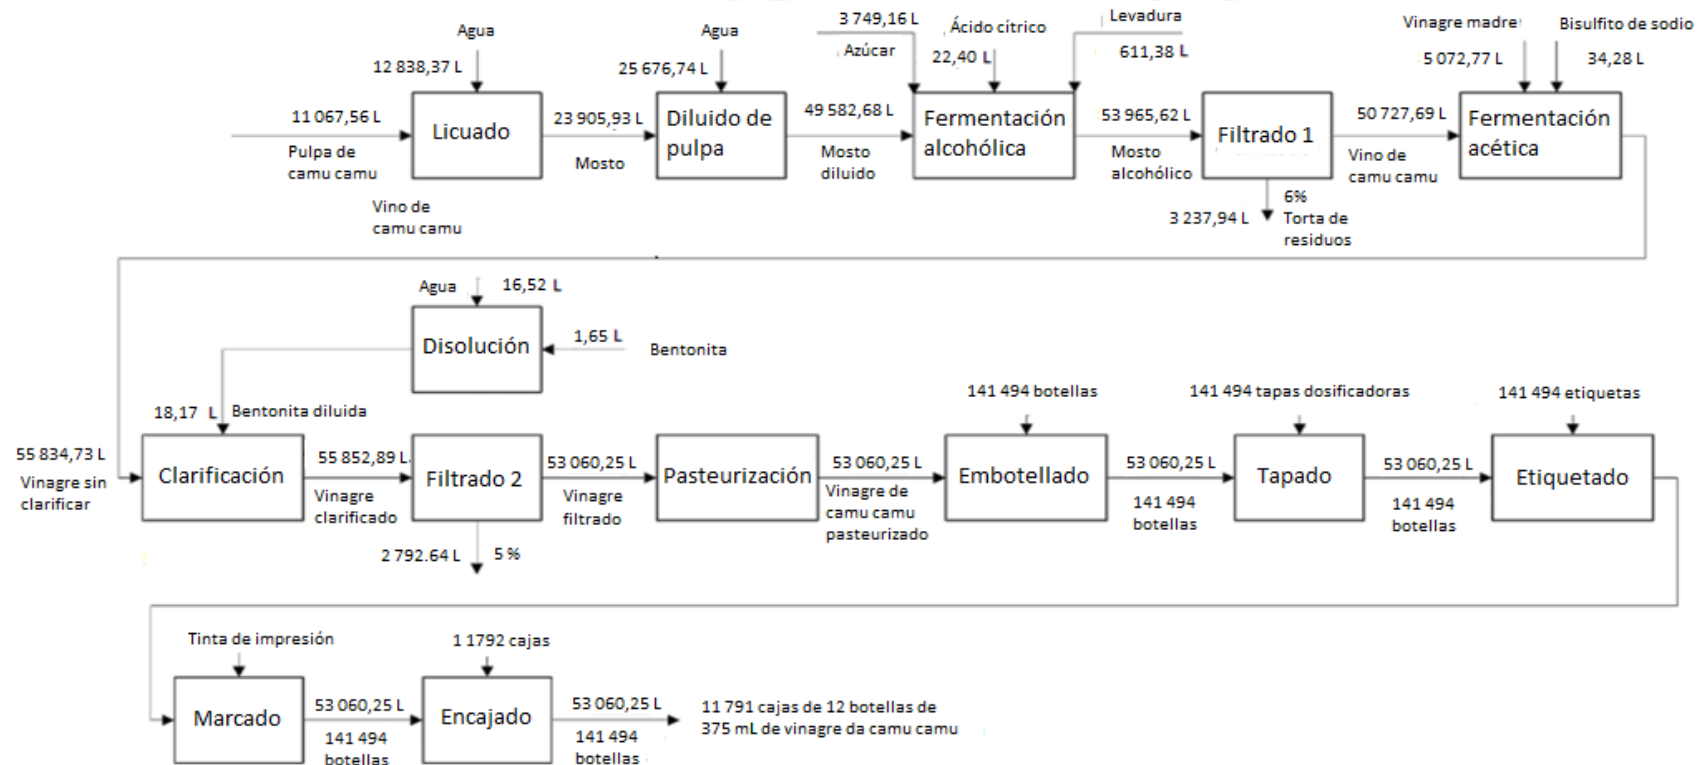 3 749,16 L
Azúcar
Ácido cítrico
22,40 L
Levadura
611,38 L
Vinagre madre
5 072,77 L
Bisulfito de sodio
34,28 L
Agua
12 838,37 L
Agua
25 676,74 L
11 067,56 L
Pulpa de
camu camu
Licuado
23 905,93 L
Mosto
Diluido de
pulpa
49 582,68 L
Mosto
diluido
Fermentación
alcohólica
53 965,62 L
Mosto
alcohólico
Filtrado 1
50 727,69 L
Vino de
camu camu
Fermentación
acética
Vino de
camu camu
3 237,94 L
6%
Torta de
residuos
Agua
16,52 L
Disolución
1,65 L
Bentonita
18,17 L
Bentonita diluida
141 494 botellas
141 494 tapas dosificadoras
141 494 etiquetas
55 834,73 L
Vinagre sin
clarificar
Clarificación
55 852,89 L
Vinagre
clarificado
Filtrado 2
53 060,25 L
Vinagre
filtrado
Pasteurización
53 060,25 L
Vinagre de
camu camu
pasteurizado
Embotellado
53 060,25 L
141 494
botellas
Tapado
53 060,25 L
141 494
botellas
Etiquetado
2 792.64 L
5 %
Tinta de impresión
1 1792 cajas
Marcado
53 060,25 L
141 494
botellas
Encajado
53 060,25 L
141 494
botellas
11 791 cajas de 12 botellas de
375 mL de vinagre da camu camu